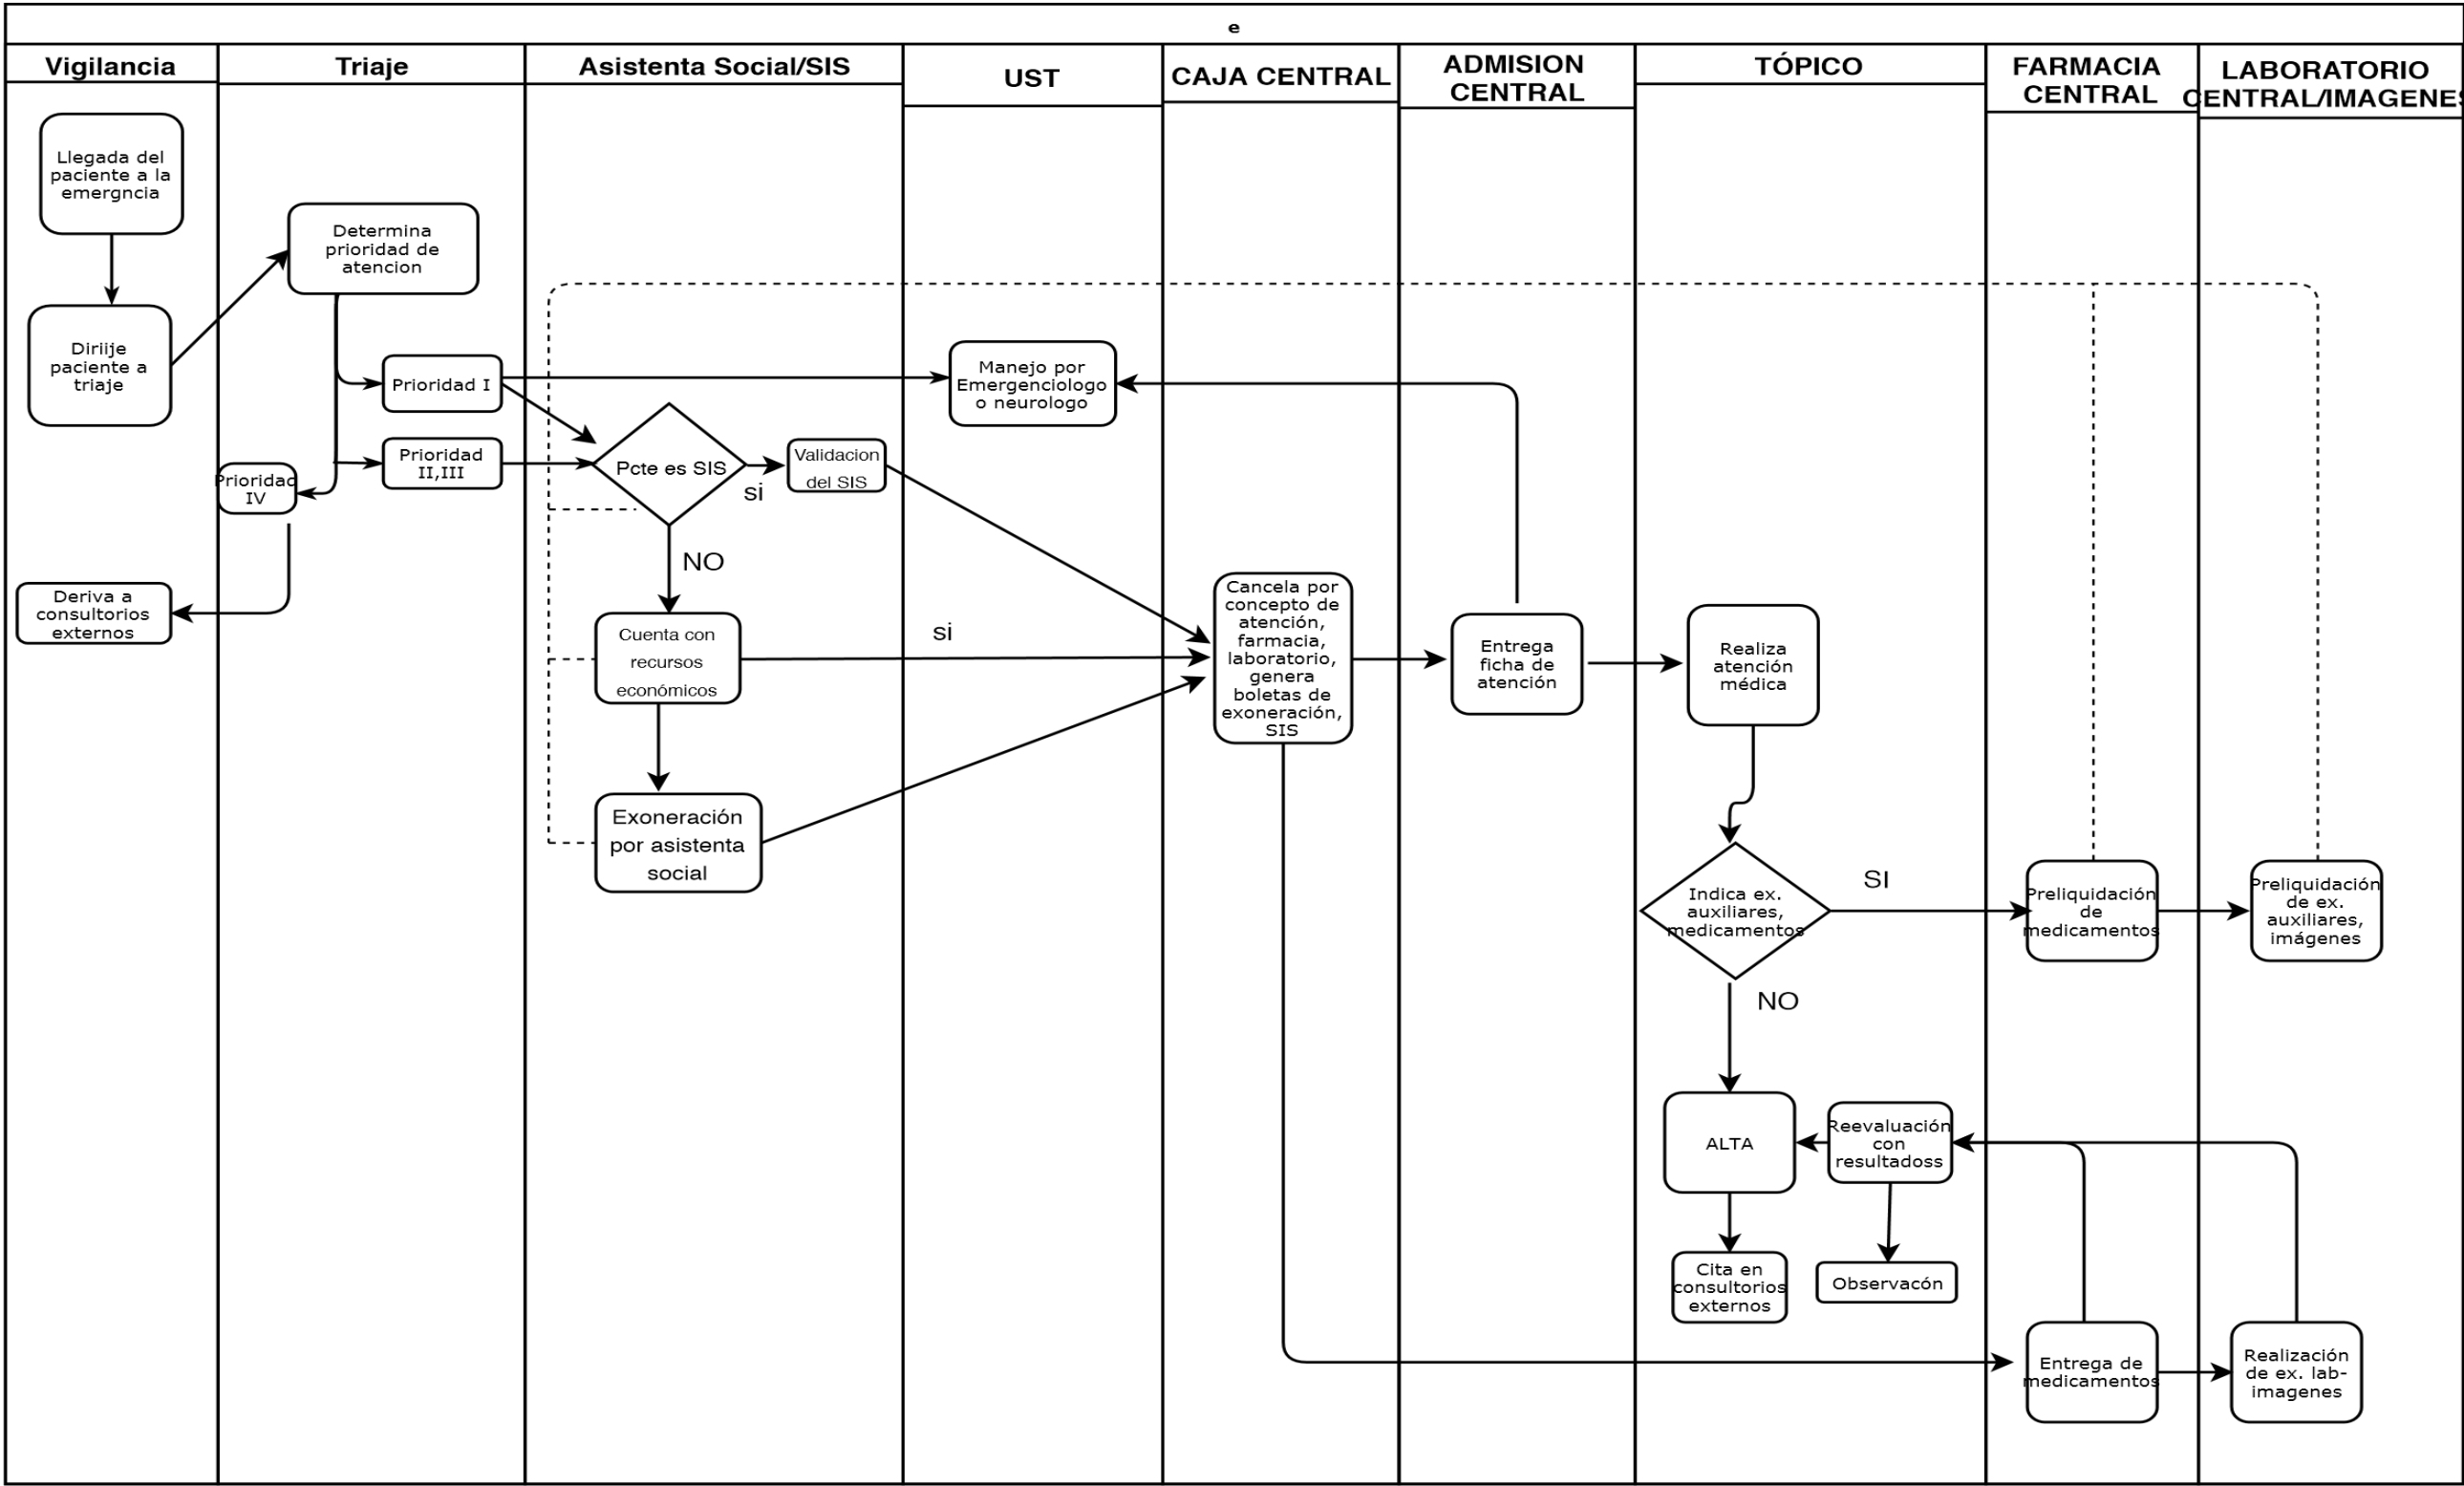 e
Vigilancia
Triaje
Asistenta Social/SIS
UST
CAJA CENTRAL
ADMISION
CENTRAL
TÓPICO
FARMACIA
CENTRAL
LABORATORIO
CENTRAL/IMAGENES
Llegada del
paciente a la
emergncia
Diriije
paciente a
triaje
Deriva a
consultorios
externos
Determina
prioridad de
atencion
Prioridad I
Prioridad
II,III
Prioridad
IV
Pcte es SIS
si
Validacion
del SIS
NO
Cuenta con
recursos
económicos
si
Exoneración
por asistenta
social
Manejo por
Emergenciologo
o neurologo
Cancela por
concepto de
atención,
farmacia,
laboratorio,
genera
boletas de
exoneración,
SIS
Entrega
ficha de
atención
Realiza
atención
médica
Indica ex.
auxiliares,
medicamentos
SI
NO
ALTA
Reevaluación
con
resultadoss
Cita en
consultorios
externos
Observacón
Preliquidación
de
medicamentos
Preliquidación
de ex.
auxiliares,
imágenes
Entrega de
medicamentos
Realización
de ex. lab-
imagenes